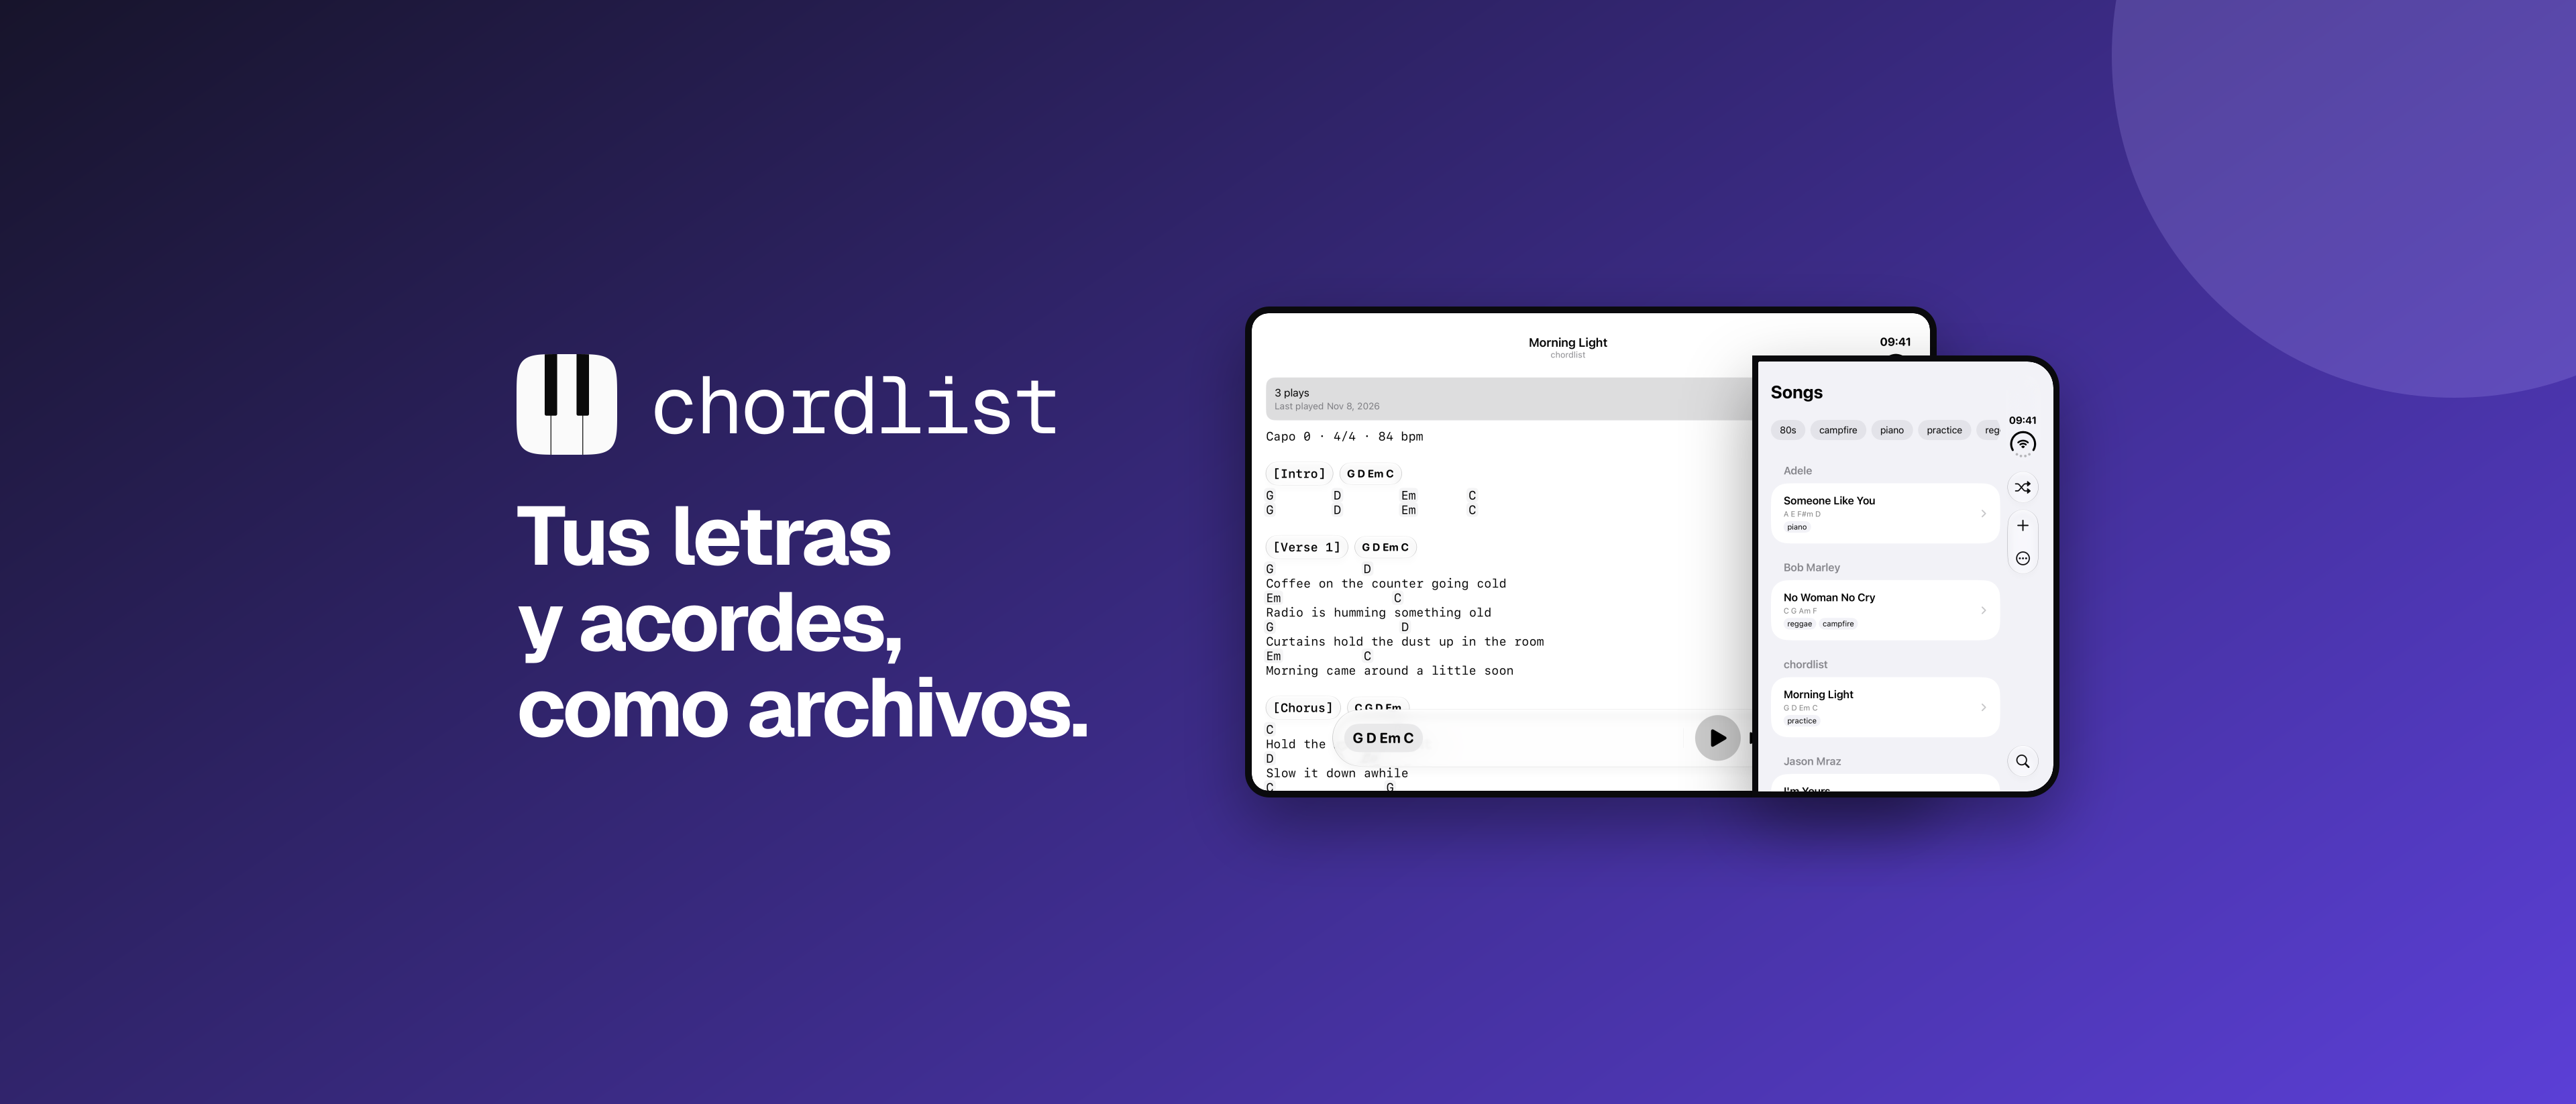 chordlist
Tus letras
y acordes,
como archivos.
Morning Light
chordlist
09:41
3 plays
Last played Nov 8, 2026
Capo 0 · 4/4 · 84 bpm
[Intro] G D Em C
G D Em C
G D Em C
[Verse 1] G D Em C
G D
Coffee on the counter going cold
Em C
Radio is humming something old
G D
Curtains hold the dust up in the room
Em C
Morning came around a little soon
[Chorus] C G D Em
C
Hold the
D
Slow it down awhile
C G
G D Em C
Songs
09:41
80s campfire piano practice reg
Adele
Someone Like You
A E F#m D
piano
Bob Marley
No Woman No Cry
C G Am F
reggae campfire
chordlist
Morning Light
G D Em C
practice
Jason Mraz
I'm Yours